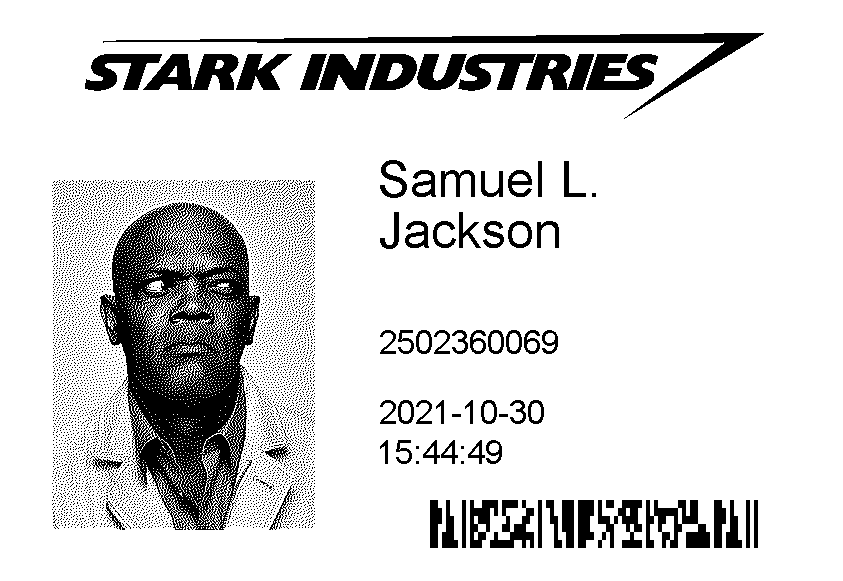 STARK INDUSTRIES
Samuel L.
Jackson
2502360069
2021-10-30
15:44:49